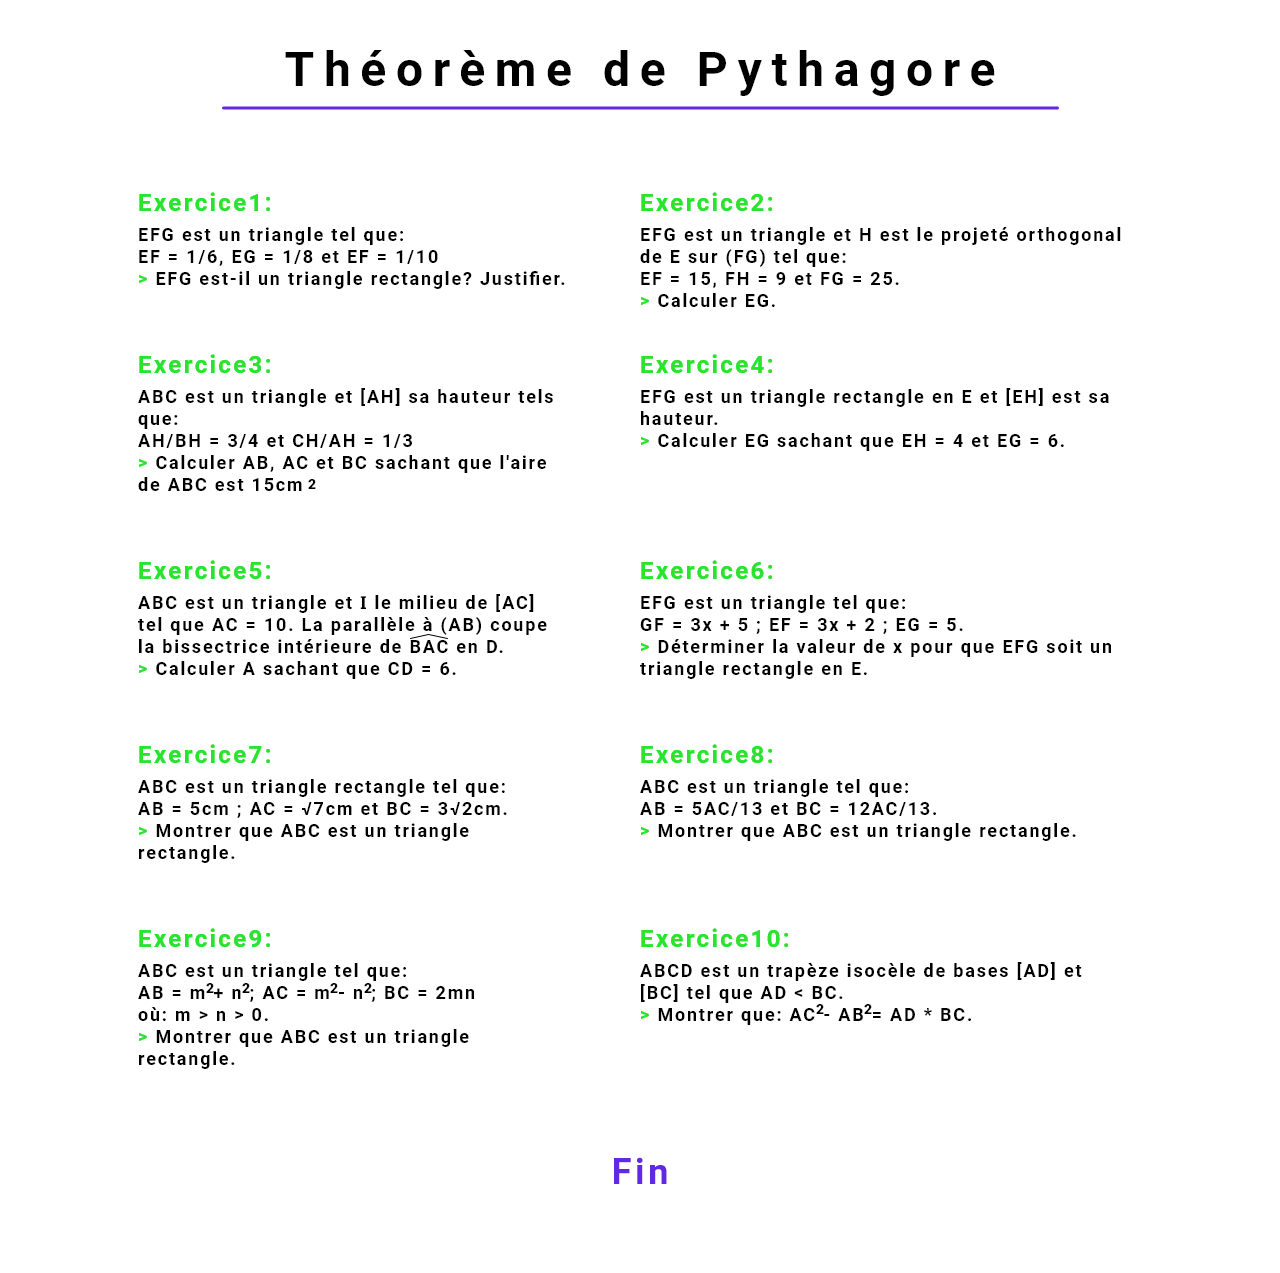 Théorème de Pythagore
Exercice1:
EFG est un triangle tel que:
EF = 1/6, EG = 1/8 et EF = 1/10
> EFG est-il un triangle rectangle? Justifier.
Exercice2:
EFG est un triangle et H est le projeté orthogonal
de E sur (FG) tel que:
EF = 15, FH = 9 et FG = 25.
> Calculer EG.
Exercice3:
ABC est un triangle et [AH] sa hauteur tels
que:
AH/BH = 3/4 et CH/AH = 1/3
> Calculer AB, AC et BC sachant que l'aire
de ABC est 15cm ²
Exercice4:
EFG est un triangle rectangle en E et [EH] est sa
hauteur.
> Calculer EG sachant que EH = 4 et EG = 6.
Exercice5:
ABC est un triangle et I le milieu de [AC]
tel que AC = 10. La parallèle à (AB) coupe
la bissectrice intérieure de BAC en D.
> Calculer A sachant que CD = 6.
Exercice6:
EFG est un triangle tel que:
GF = 3x + 5 ; EF = 3x + 2 ; EG = 5.
> Déterminer la valeur de x pour que EFG soit un
triangle rectangle en E.
Exercice7:
ABC est un triangle rectangle tel que:
AB = 5cm ; AC = √7cm et BC = 3√2cm.
> Montrer que ABC est un triangle
rectangle.
Exercice8:
ABC est un triangle tel que:
AB = 5AC/13 et BC = 12AC/13.
> Montrer que ABC est un triangle rectangle.
Exercice9:
ABC est un triangle tel que:
AB = m²+ n²; AC = m²- n²; BC = 2mn
où: m > n > 0.
> Montrer que ABC est un triangle
rectangle.
Exercice10:
ABCD est un trapèze isocèle de bases [AD] et
[BC] tel que AD < BC.
> Montrer que: AC²- AB²= AD * BC.
Fin